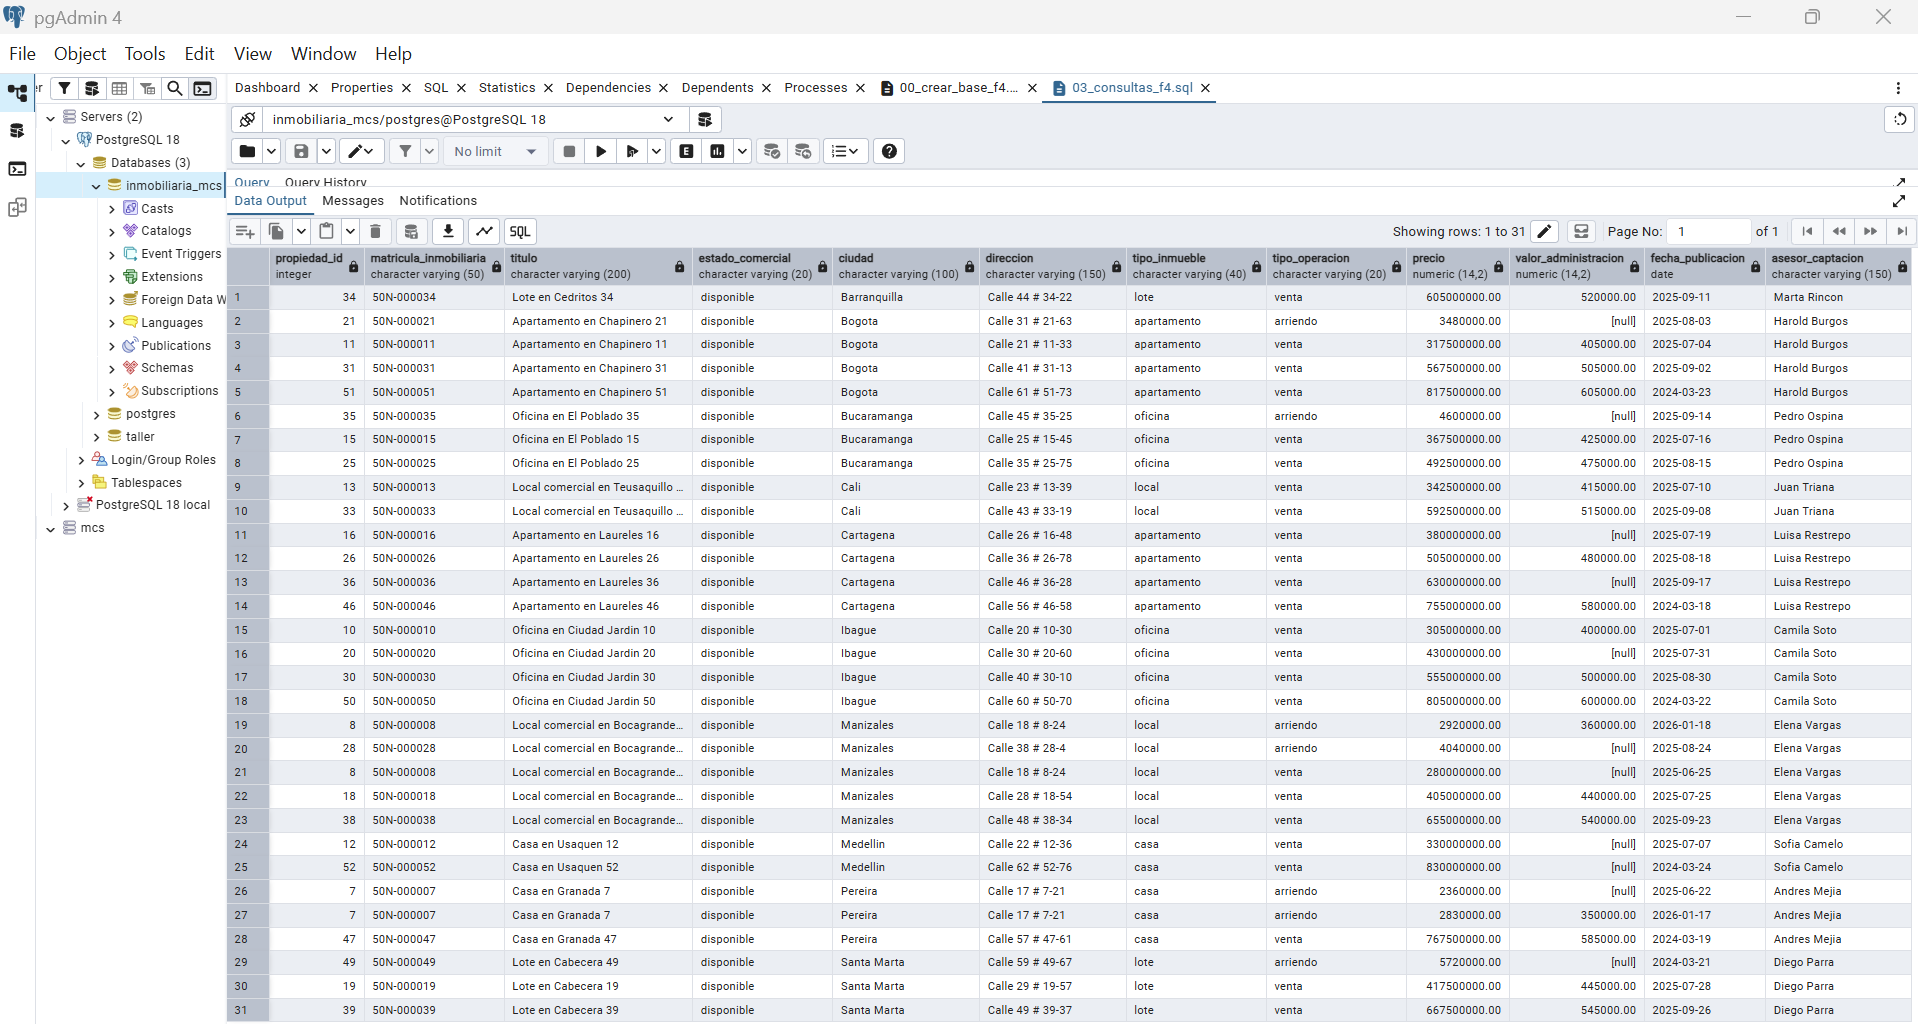 pgAdmin 4
File Object Tools Edit View Window Help
Dashboard Properties SQL Statistics Dependencies Dependents Processes 00_crear_base_f4.... 03_consultas_f4.sql
inmobiliaria_mcs/postgres@PostgreSQL 18
No limit
Query Query History
Data Output Messages Notifications
SQL Showing rows: 1 to 31 Page No: 1 of 1
Servers (2)
PostgreSQL 18
Databases (3)
inmobiliaria_mcs
Casts
Catalogs
Event Triggers
Extensions
Foreign Data W
Languages
Publications
Schemas
Subscriptions
postgres
taller
Login/Group Roles
Tablespaces
PostgreSQL 18 local
mcs
propiedad_id matricula_inmobiliaria titulo estado_comercial ciudad direccion tipo_inmueble tipo_operacion precio valor_administracion fecha_publicacion asesor_captacion
integer character varying (50) character varying (200) character varying (20) character varying (100) character varying (150) character varying (40) character varying (20) numeric (14,2) numeric (14,2) date character varying (150)
1 34 50N-000034 Lote en Cedritos 34 disponible Barranquilla Calle 44 # 34-22 lote venta 605000000.00 520000.00 2025-09-11 Marta Rincon
2 21 50N-000021 Apartamento en Chapinero 21 disponible Bogota Calle 31 # 21-63 apartamento arriendo 3480000.00 [null] 2025-08-03 Harold Burgos
3 11 50N-000011 Apartamento en Chapinero 11 disponible Bogota Calle 21 # 11-33 apartamento venta 317500000.00 405000.00 2025-07-04 Harold Burgos
4 31 50N-000031 Apartamento en Chapinero 31 disponible Bogota Calle 41 # 31-13 apartamento venta 567500000.00 505000.00 2025-09-02 Harold Burgos
5 51 50N-000051 Apartamento en Chapinero 51 disponible Bogota Calle 61 # 51-73 apartamento venta 817500000.00 605000.00 2024-03-23 Harold Burgos
6 35 50N-000035 Oficina en El Poblado 35 disponible Bucaramanga Calle 45 # 35-25 oficina arriendo 4600000.00 [null] 2025-09-14 Pedro Ospina
7 15 50N-000015 Oficina en El Poblado 15 disponible Bucaramanga Calle 25 # 15-45 oficina venta 367500000.00 425000.00 2025-07-16 Pedro Ospina
8 25 50N-000025 Oficina en El Poblado 25 disponible Bucaramanga Calle 35 # 25-75 oficina venta 492500000.00 475000.00 2025-08-15 Pedro Ospina
9 13 50N-000013 Local comercial en Teusaquillo ... disponible Cali Calle 23 # 13-39 local venta 342500000.00 415000.00 2025-07-10 Juan Triana
10 33 50N-000033 Local comercial en Teusaquillo ... disponible Cali Calle 43 # 33-19 local venta 592500000.00 515000.00 2025-09-08 Juan Triana
11 16 50N-000016 Apartamento en Laureles 16 disponible Cartagena Calle 26 # 16-48 apartamento venta 380000000.00 [null] 2025-07-19 Luisa Restrepo
12 26 50N-000026 Apartamento en Laureles 26 disponible Cartagena Calle 36 # 26-78 apartamento venta 505000000.00 480000.00 2025-08-18 Luisa Restrepo
13 36 50N-000036 Apartamento en Laureles 36 disponible Cartagena Calle 46 # 36-28 apartamento venta 630000000.00 [null] 2025-09-17 Luisa Restrepo
14 46 50N-000046 Apartamento en Laureles 46 disponible Cartagena Calle 56 # 46-58 apartamento venta 755000000.00 580000.00 2024-03-18 Luisa Restrepo
15 10 50N-000010 Oficina en Ciudad Jardin 10 disponible Ibague Calle 20 # 10-30 oficina venta 305000000.00 400000.00 2025-07-01 Camila Soto
16 20 50N-000020 Oficina en Ciudad Jardin 20 disponible Ibague Calle 30 # 20-60 oficina venta 430000000.00 [null] 2025-07-31 Camila Soto
17 30 50N-000030 Oficina en Ciudad Jardin 30 disponible Ibague Calle 40 # 30-10 oficina venta 555000000.00 500000.00 2025-08-30 Camila Soto
18 50 50N-000050 Oficina en Ciudad Jardin 50 disponible Ibague Calle 60 # 50-70 oficina venta 805000000.00 600000.00 2024-03-22 Camila Soto
19 8 50N-000008 Local comercial en Bocagrande... disponible Manizales Calle 18 # 8-24 local arriendo 2920000.00 360000.00 2026-01-18 Elena Vargas
20 28 50N-000028 Local comercial en Bocagrande... disponible Manizales Calle 38 # 28-4 local arriendo 4040000.00 [null] 2025-08-24 Elena Vargas
21 8 50N-000008 Local comercial en Bocagrande... disponible Manizales Calle 18 # 8-24 local venta 280000000.00 [null] 2025-06-25 Elena Vargas
22 18 50N-000018 Local comercial en Bocagrande... disponible Manizales Calle 28 # 18-54 local venta 405000000.00 440000.00 2025-07-25 Elena Vargas
23 38 50N-000038 Local comercial en Bocagrande... disponible Manizales Calle 48 # 38-34 local venta 655000000.00 540000.00 2025-09-23 Elena Vargas
24 12 50N-000012 Casa en Usaquen 12 disponible Medellin Calle 22 # 12-36 casa venta 330000000.00 [null] 2025-07-07 Sofia Camelo
25 52 50N-000052 Casa en Usaquen 52 disponible Medellin Calle 62 # 52-76 casa venta 830000000.00 [null] 2024-03-24 Sofia Camelo
26 7 50N-000007 Casa en Granada 7 disponible Pereira Calle 17 # 7-21 casa arriendo 2360000.00 [null] 2025-06-22 Andres Mejia
27 7 50N-000007 Casa en Granada 7 disponible Pereira Calle 17 # 7-21 casa arriendo 2830000.00 350000.00 2026-01-17 Andres Mejia
28 47 50N-000047 Casa en Granada 47 disponible Pereira Calle 57 # 47-61 casa venta 767500000.00 585000.00 2024-03-19 Andres Mejia
29 49 50N-000049 Lote en Cabecera 49 disponible Santa Marta Calle 59 # 49-67 lote arriendo 5720000.00 [null] 2024-03-21 Diego Parra
30 19 50N-000019 Lote en Cabecera 19 disponible Santa Marta Calle 29 # 19-57 lote venta 417500000.00 445000.00 2025-07-28 Diego Parra
31 39 50N-000039 Lote en Cabecera 39 disponible Santa Marta Calle 49 # 39-37 lote venta 667500000.00 545000.00 2025-09-26 Diego Parra